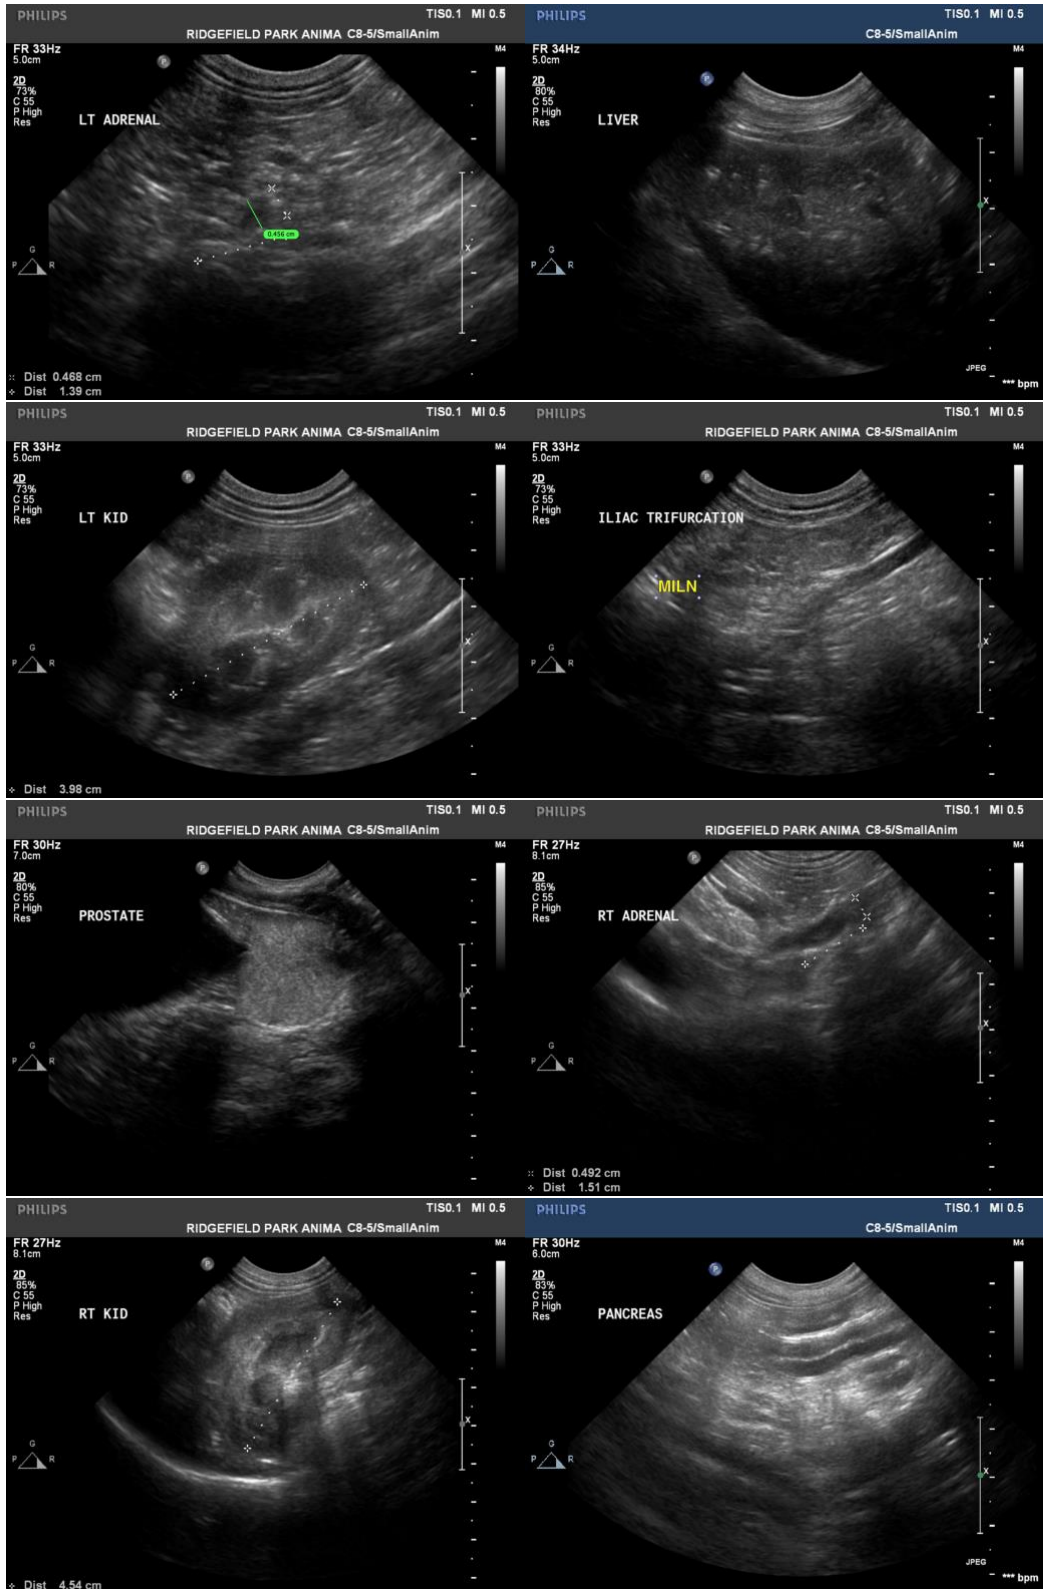 PHILIPS
TIS0.1 MI 0.5
RIDGEFIELD PARK ANIMA C8-5/SmallAnim
FR 33Hz
5.0cm
M4
2D
73%
C 55
P High
Res
P
LT ADRENAL
0.456 cm
G
P R
X
Dist 0.468 cm
Dist 1.39 cm
PHILIPS
TIS0.1 MI 0.5
C8-5/SmallAnim
FR 34Hz
5.0cm
M4
2D
80%
C 55
P High
Res
P
LIVER
G
P R
X
JPEG
*** bpm
PHILIPS
TIS0.1 MI 0.5
RIDGEFIELD PARK ANIMA C8-5/SmallAnim
FR 33Hz
5.0cm
M4
2D
73%
C 55
P High
Res
P
LT KID
G
P R
X
Dist 3.98 cm
PHILIPS
TIS0.1 MI 0.5
RIDGEFIELD PARK ANIMA C8-5/SmallAnim
FR 33Hz
5.0cm
M4
2D
73%
C 55
P High
Res
P
ILIAC TRIFURCATION
MILN
G
P R
X
PHILIPS
TIS0.1 MI 0.5
RIDGEFIELD PARK ANIMA C8-5/SmallAnim
FR 30Hz
7.0cm
M4
2D
80%
C 55
P High
Res
P
PROSTATE
G
P R
X
PHILIPS
TIS0.1 MI 0.5
RIDGEFIELD PARK ANIMA C8-5/SmallAnim
FR 27Hz
8.1cm
M4
2D
85%
C 55
P High
Res
P
RT ADRENAL
G
P R
X
Dist 0.492 cm
Dist 1.51 cm
PHILIPS
TIS0.1 MI 0.5
RIDGEFIELD PARK ANIMA C8-5/SmallAnim
FR 27Hz
8.1cm
M4
2D
85%
C 55
P High
Res
P
RT KID
G
P R
X
Dist 4.54 cm
PHILIPS
TIS0.1 MI 0.5
C8-5/SmallAnim
FR 30Hz
6.0cm
M4
2D
83%
C 55
P High
Res
P
PANCREAS
G
P R
X
JPEG
*** bpm